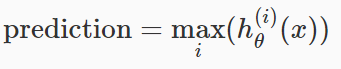 prediction = max_i(h_θ^{(i)}(x))